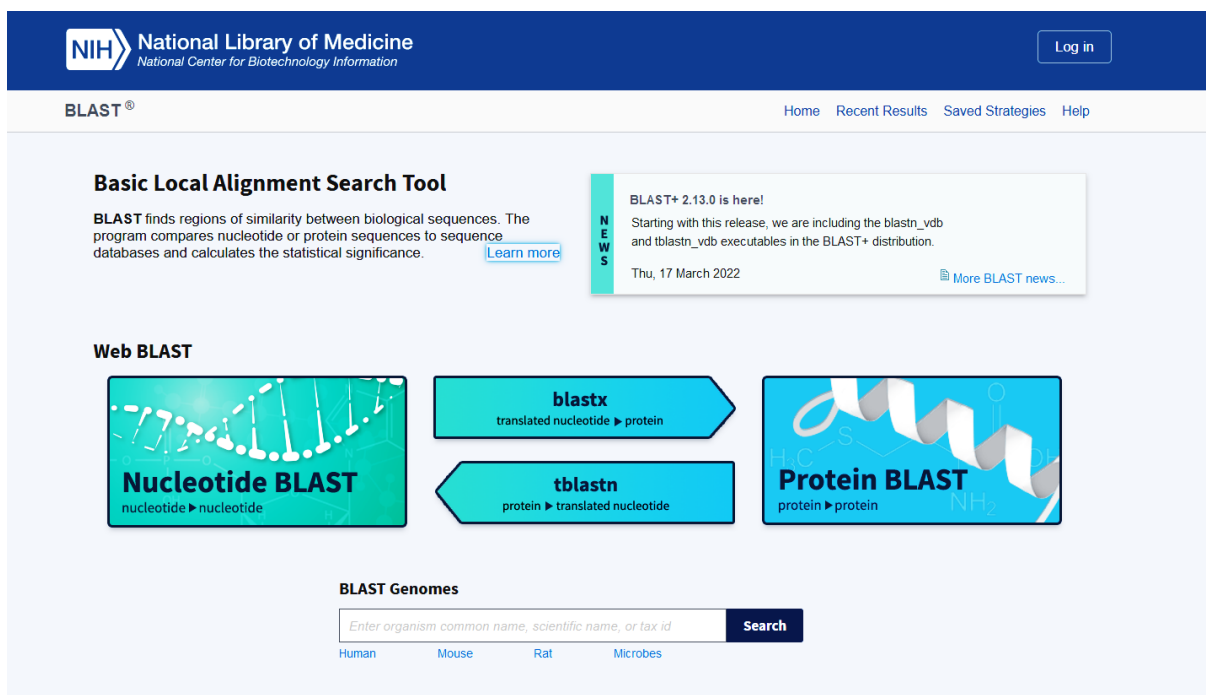 NIH National Library of Medicine
National Center for Biotechnology Information
Log in
BLAST ®
Home Recent Results Saved Strategies Help
Basic Local Alignment Search Tool
BLAST finds regions of similarity between biological sequences. The
program compares nucleotide or protein sequences to sequence
databases and calculates the statistical significance. Learn more
NEWS
BLAST+ 2.13.0 is here!
Starting with this release, we are including the blastn_vdb
and tblastn_vdb executables in the BLAST+ distribution.
Thu, 17 March 2022
More BLAST news...
Web BLAST
Nucleotide BLAST
nucleotide ▶ nucleotide
blastx
translated nucleotide ▶ protein
tblastn
protein ▶ translated nucleotide
H₃C
S
O
OH
NH₂
Protein BLAST
protein ▶ protein
BLAST Genomes
Enter organism common name, scientific name, or tax id
Search
Human Mouse Rat Microbes